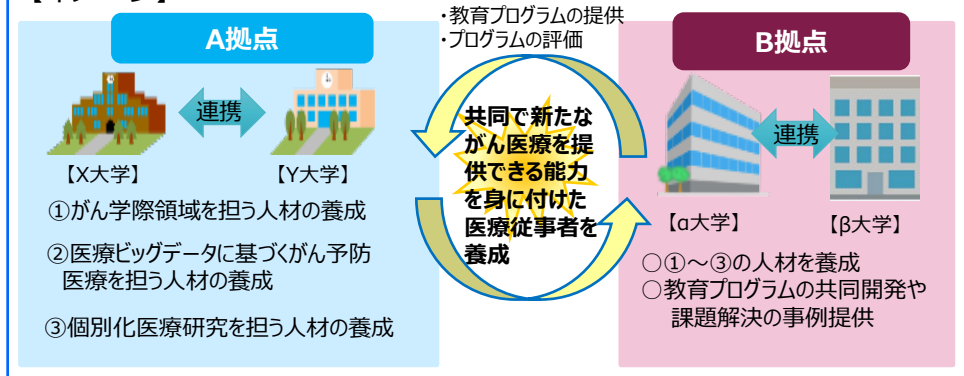 ・教育プログラムの提供
・プログラムの評価
A拠点
連携
【X大学】
【Y大学】
①がん学際領域を担う人材の養成
②医療ビッグデータに基づくがん予防
医療を担う人材の養成
③個別化医療研究を担う人材の養成
共同で新たな
がん医療を提
供できる能力
を身に付けた
医療従事者を
養成
B拠点
連携
【α大学】
【β大学】
○①～③の人材を養成
○教育プログラムの共同開発や
課題解決の事例提供